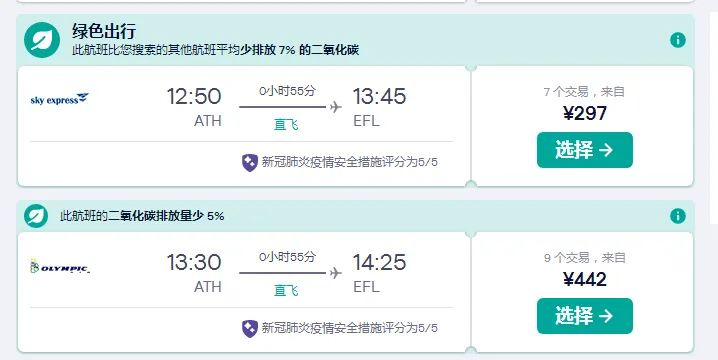 绿色出行
此航班比您搜索的其他航班平均少排放 7% 的二氧化碳
sky express
12:50
0小时55分
13:45
ATH
直飞
EFL
新冠肺炎疫情安全措施评分为5/5
7 个交易，来自
¥297
选择 →
此航班的二氧化碳排放量少 5%
OLYMPIC
13:30
0小时55分
14:25
ATH
直飞
EFL
新冠肺炎疫情安全措施评分为5/5
9 个交易，来自
¥442
选择 →